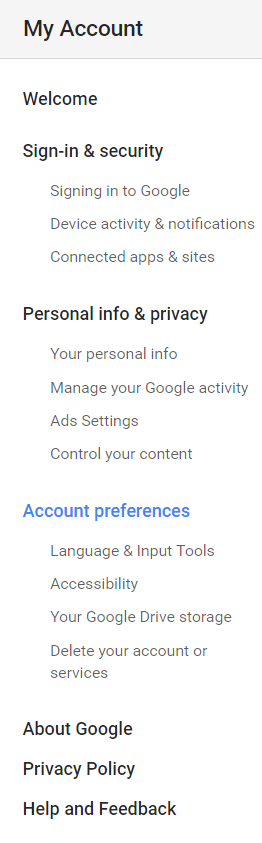 My Account
Welcome
Sign-in & security
Signing in to Google
Device activity & notifications
Connected apps & sites
Personal info & privacy
Your personal info
Manage your Google activity
Ads Settings
Control your content
Account preferences
Language & Input Tools
Accessibility
Your Google Drive storage
Delete your account or
services
About Google
Privacy Policy
Help and Feedback